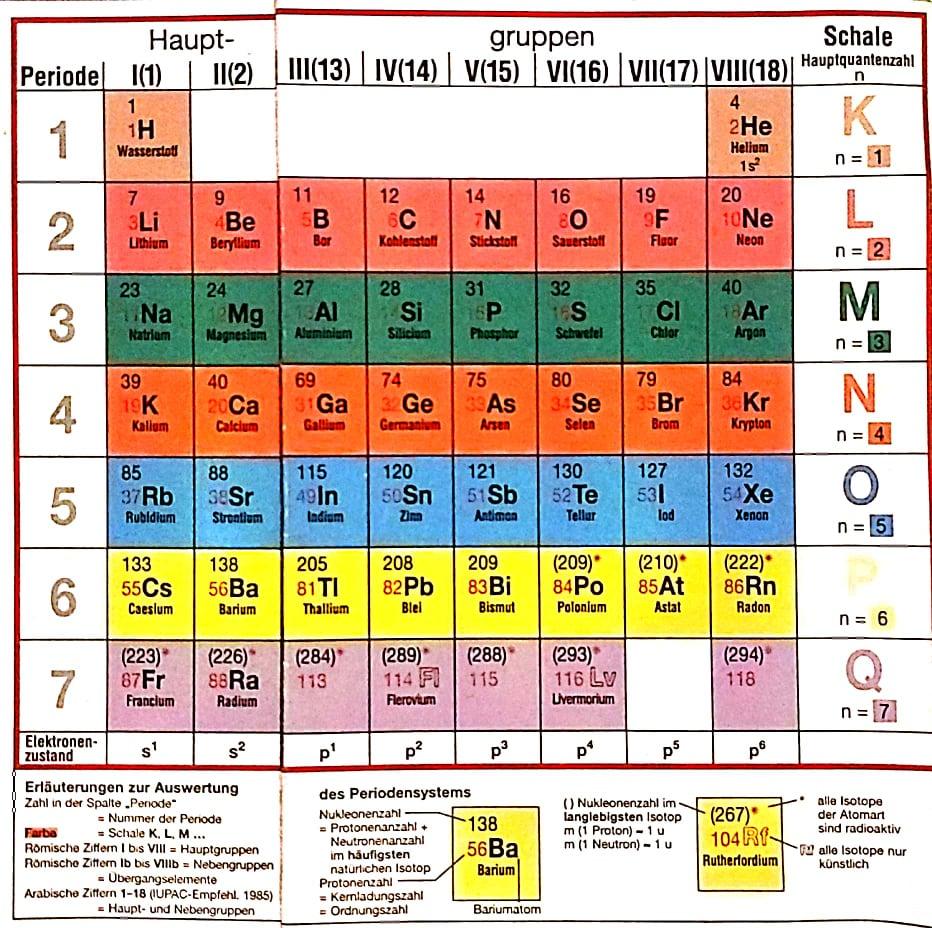 Haupt- gruppen Schale
Periode I(1) II(2) III(13) IV(14) V(15) VI(16) VII(17) VIII(18) Hauptquantenzahl
n
1 4 K
1 1H 2He
Wasserstoff Helium
1s² n = 1
7 9 11 12 14 16 19 20 L
2 3Li 4Be 5B 6C 7N 8O 9F 10Ne
Lithium Beryllium Bor Kohlenstoff Stickstoff Sauerstoff Fluor Neon
n = 2
23 24 27 28 31 32 35 40 M
3 11Na 12Mg 13Al 14Si 15P 16S 17Cl 18Ar
Natrium Magnesium Aluminium Silicium Phosphor Schwefel Chlor Argon
n = 3
39 40 69 74 75 80 79 84 N
4 19K 20Ca 31Ga 32Ge 33As 34Se 35Br 36Kr
Kalium Calcium Gallium Germanium Arsen Selen Brom Krypton
n = 4
85 88 115 120 121 130 127 132 O
5 37Rb 38Sr 49In 50Sn 51Sb 52Te 53I 54Xe
Rubidium Strontium Indium Zinn Antimon Tellur Iod Xenon
n = 5
133 138 205 208 209 (209)* (210)* (222)* P
6 55Cs 56Ba 81Tl 82Pb 83Bi 84Po 85At 86Rn
Caesium Barium Thallium Blei Bismut Polonium Astat Radon
n = 6
(223)* (226)* (284)* (289)* (288)* (293)* (294)* Q
7 87Fr 88Ra 113 114 Fl 115 116 Lv 118
Francium Radium Flerovium Livermorium
n = 7
Elektronen-
zustand s¹ s² p¹ p² p³ p⁴ p⁵ p⁶
Erläuterungen zur Auswertung
Zahl in der Spalte „Periode"
= Nummer der Periode
Farbe = Schale K, L, M ...
Römische Ziffern I bis VIII = Hauptgruppen
Römische Ziffern Ib bis VIIIb = Nebengruppen
= Übergangselemente
Arabische Ziffern 1-18 (IUPAC-Empfehl. 1985)
= Haupt- und Nebengruppen
des Periodensystems
Nukleonenzahl
= Protonenanzahl +
Neutronenanzahl
im häufigsten
natürlichen Isotop
Protonenzahl
= Kernladungszahl
= Ordnungszahl
138
56Ba
Barium
Bariumatom
( ) Nukleonenzahl im
langlebigsten Isotop
m (1 Proton) ≈ 1 u
m (1 Neutron) ≈ 1 u
(267)*
104Rf
Rutherfordium
* alle Isotope
der Atomart
sind radioaktiv
alle Isotope nur
künstlich